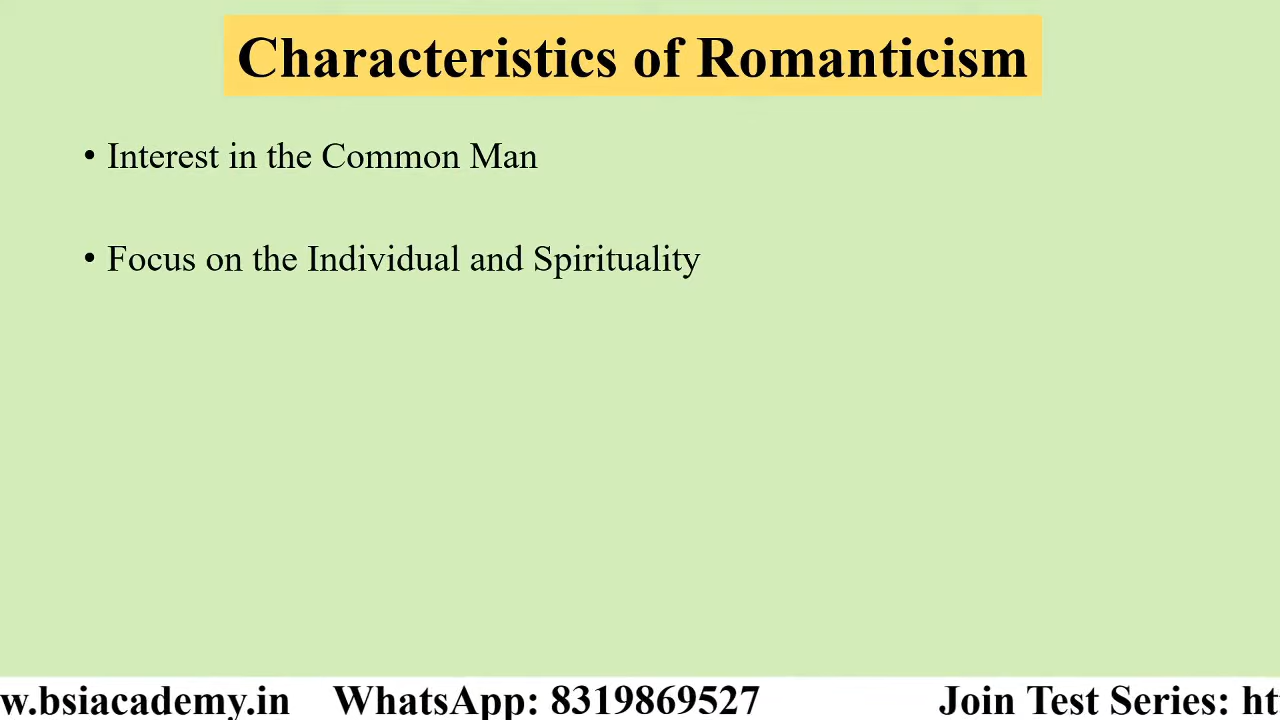 Characteristics of Romanticism
• Interest in the Common Man
• Focus on the Individual and Spirituality
w.bsiacademy.in WhatsApp: 8319869527 Join Test Series: ht